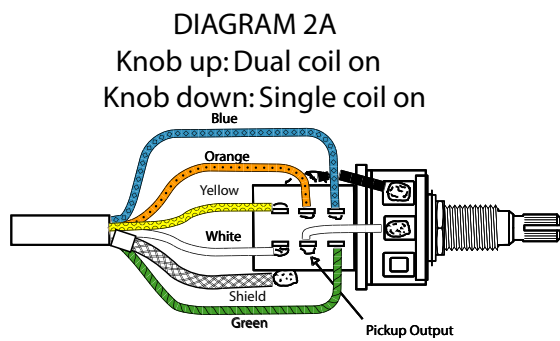 DIAGRAM 2A
Knob up: Dual coil on
Knob down: Single coil on
Blue
Orange
Yellow
White
Shield
Green
Pickup Output